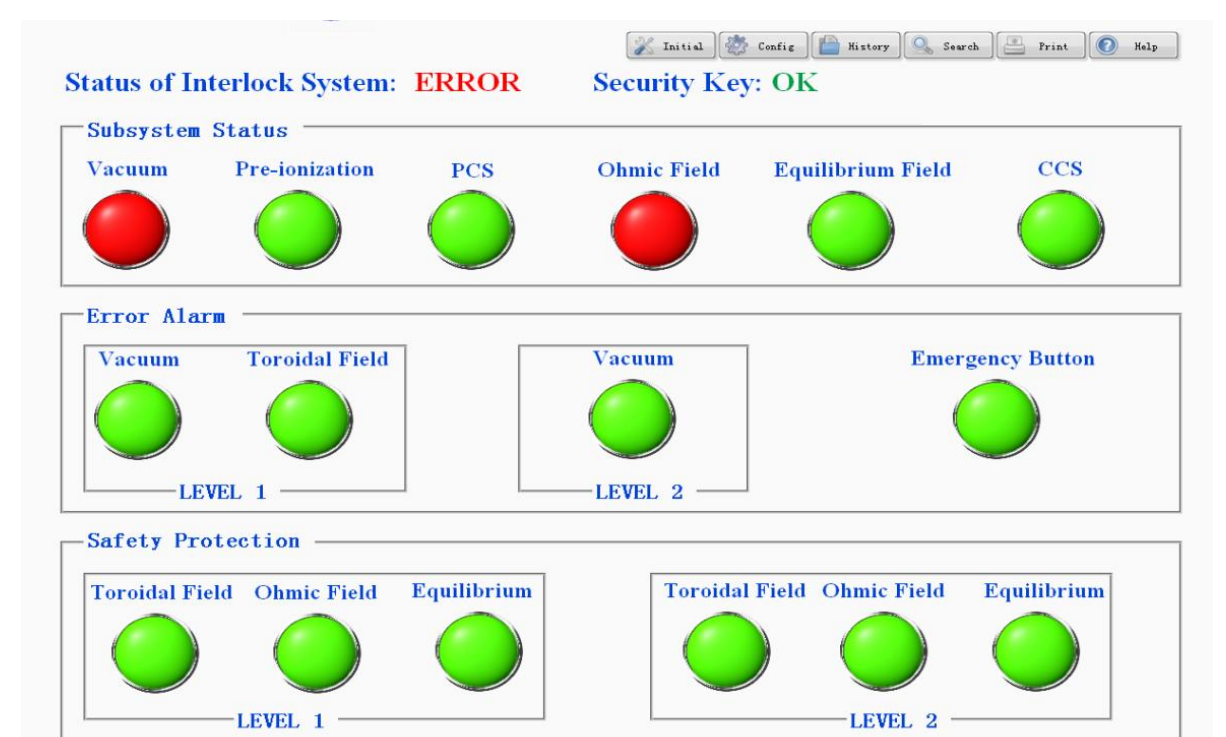 Initial Config History Search Print Help
Status of Interlock System: ERROR Security Key: OK
Subsystem Status
Vacuum Pre-ionization PCS Ohmic Field Equilibrium Field CCS
Error Alarm
Vacuum Toroidal Field Vacuum Emergency Button
LEVEL 1 LEVEL 2
Safety Protection
Toroidal Field Ohmic Field Equilibrium Toroidal Field Ohmic Field Equilibrium
LEVEL 1 LEVEL 2